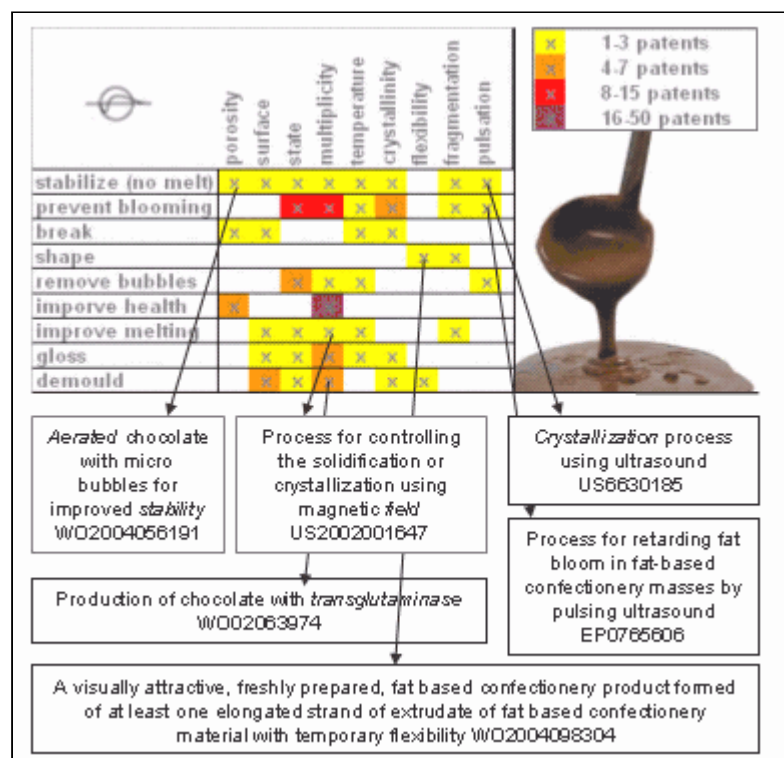 porosity
surface
state
multiplicity
temperature
crystallinity
flexibility
fragmentation
pulsation
1-3 patents
4-7 patents
8-15 patents
16-50 patents
stabilize (no melt)
prevent blooming
break
shape
remove bubbles
imporve health
improve melting
gloss
demould
Aerated chocolate
with micro
bubbles for
improved stability
WO2004056191
Process for controlling
the solidification or
crystallization using
magnetic field
US2002001647
Crystallization process
using ultrasound
US6630185
Process for retarding fat
bloom in fat-based
confectionery masses by
pulsing ultrasound
EP0765606
Production of chocolate with transglutaminase
WO02063974
A visually attractive, freshly prepared, fat based confectionery product formed
of at least one elongated strand of extrudate of fat based confectionery
material with temporary flexibility WO2004098304